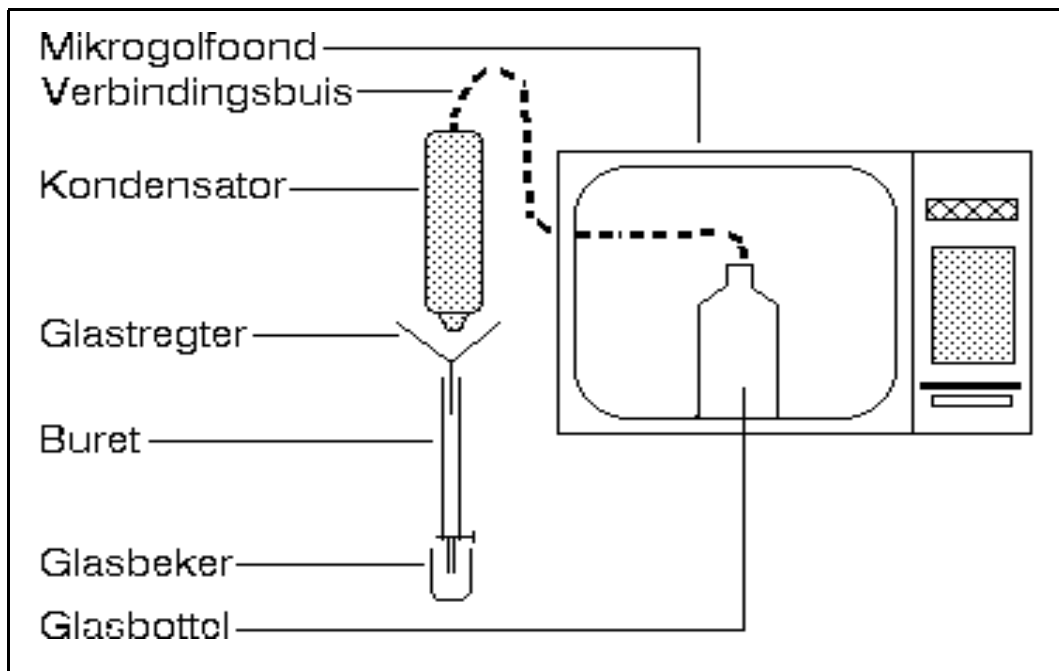 Mikrogolfoond
Verbindingsbuis
Kondensator
Glastregter
Buret
Glasbeker
Glasbottel